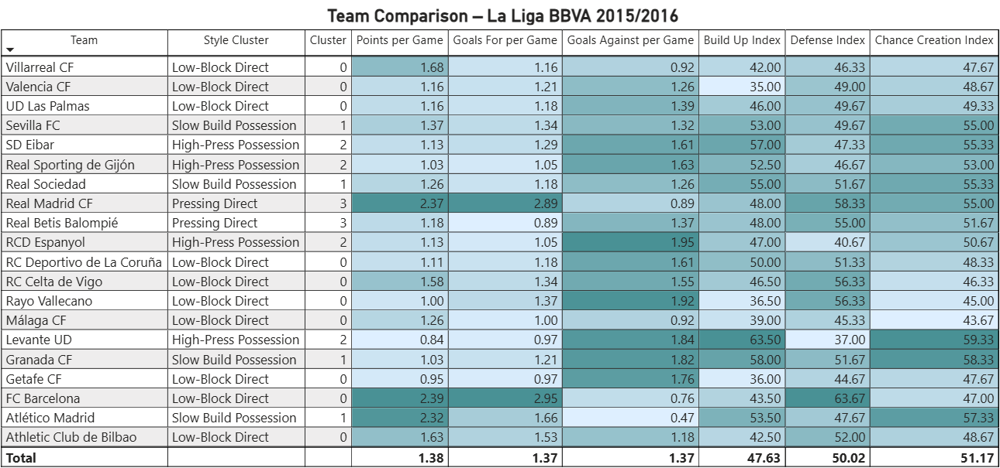 Team Comparison – La Liga BBVA 2015/2016
Team Style Cluster Cluster Points per Game Goals For per Game Goals Against per Game Build Up Index Defense Index Chance Creation Index
Villarreal CF Low-Block Direct 0 1.68 1.16 0.92 42.00 46.33 47.67
Valencia CF Low-Block Direct 0 1.16 1.21 1.26 35.00 49.00 48.67
UD Las Palmas Low-Block Direct 0 1.16 1.18 1.39 46.00 49.67 49.33
Sevilla FC Slow Build Possession 1 1.37 1.34 1.32 53.00 49.67 55.00
SD Eibar High-Press Possession 2 1.13 1.29 1.61 57.00 47.33 55.33
Real Sporting de Gijón High-Press Possession 2 1.03 1.05 1.63 52.50 46.67 53.00
Real Sociedad Slow Build Possession 1 1.26 1.18 1.26 55.00 51.67 55.33
Real Madrid CF Pressing Direct 3 2.37 2.89 0.89 48.00 58.33 55.00
Real Betis Balompié Pressing Direct 3 1.18 0.89 1.37 48.00 55.00 51.67
RCD Espanyol High-Press Possession 2 1.13 1.05 1.95 47.00 40.67 50.67
RC Deportivo de La Coruña Low-Block Direct 0 1.11 1.18 1.61 50.00 51.33 48.33
RC Celta de Vigo Low-Block Direct 0 1.58 1.34 1.55 46.50 56.33 46.33
Rayo Vallecano Low-Block Direct 0 1.00 1.37 1.92 36.50 56.33 45.00
Málaga CF Low-Block Direct 0 1.26 1.00 0.92 39.00 45.33 43.67
Levante UD High-Press Possession 2 0.84 0.97 1.84 63.50 37.00 59.33
Granada CF Slow Build Possession 1 1.03 1.21 1.82 58.00 51.67 58.33
Getafe CF Low-Block Direct 0 0.95 0.97 1.76 36.00 44.67 47.67
FC Barcelona Low-Block Direct 0 2.39 2.95 0.76 43.50 63.67 47.00
Atlético Madrid Slow Build Possession 1 2.32 1.66 0.47 53.50 47.67 57.33
Athletic Club de Bilbao Low-Block Direct 0 1.63 1.53 1.18 42.50 52.00 48.67
Total 1.38 1.37 1.37 47.63 50.02 51.17